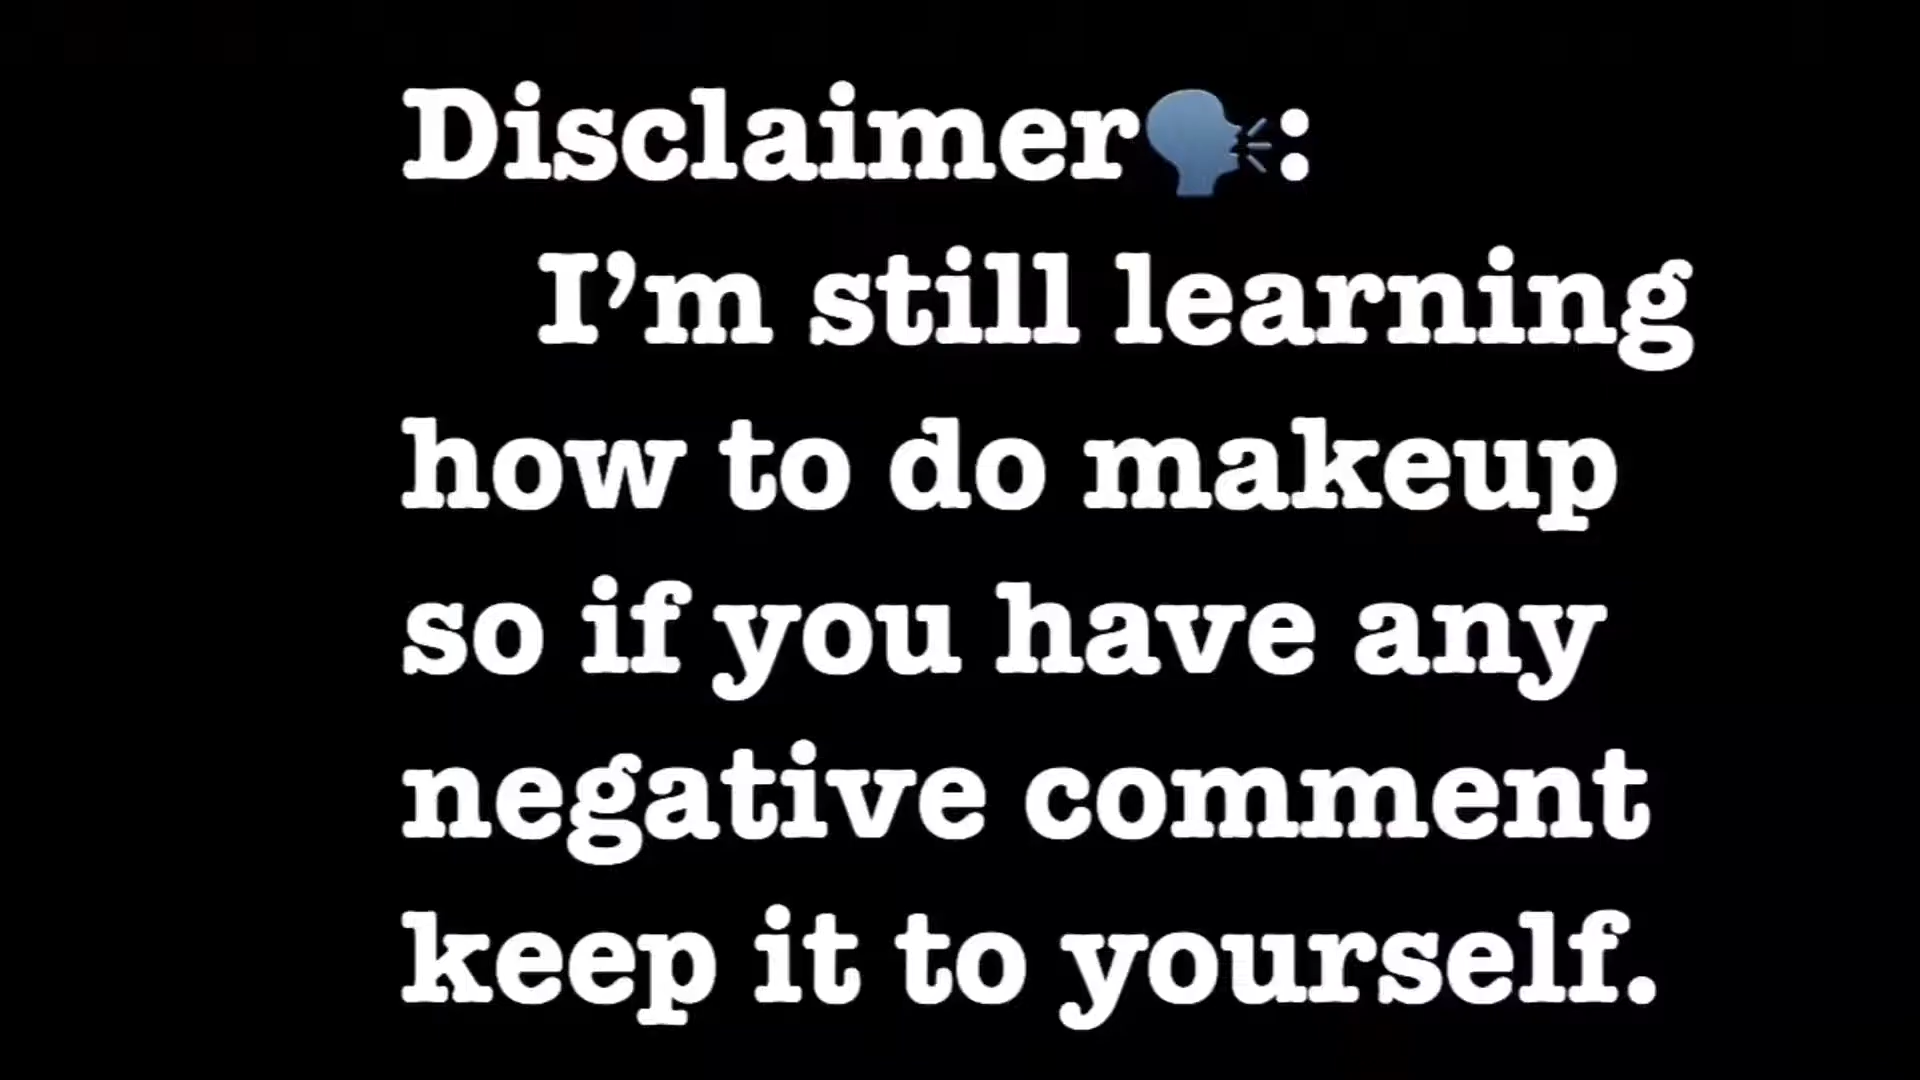 Disclaimer🗣:
I’m still learning
how to do makeup
so if you have any
negative comment
keep it to yourself.